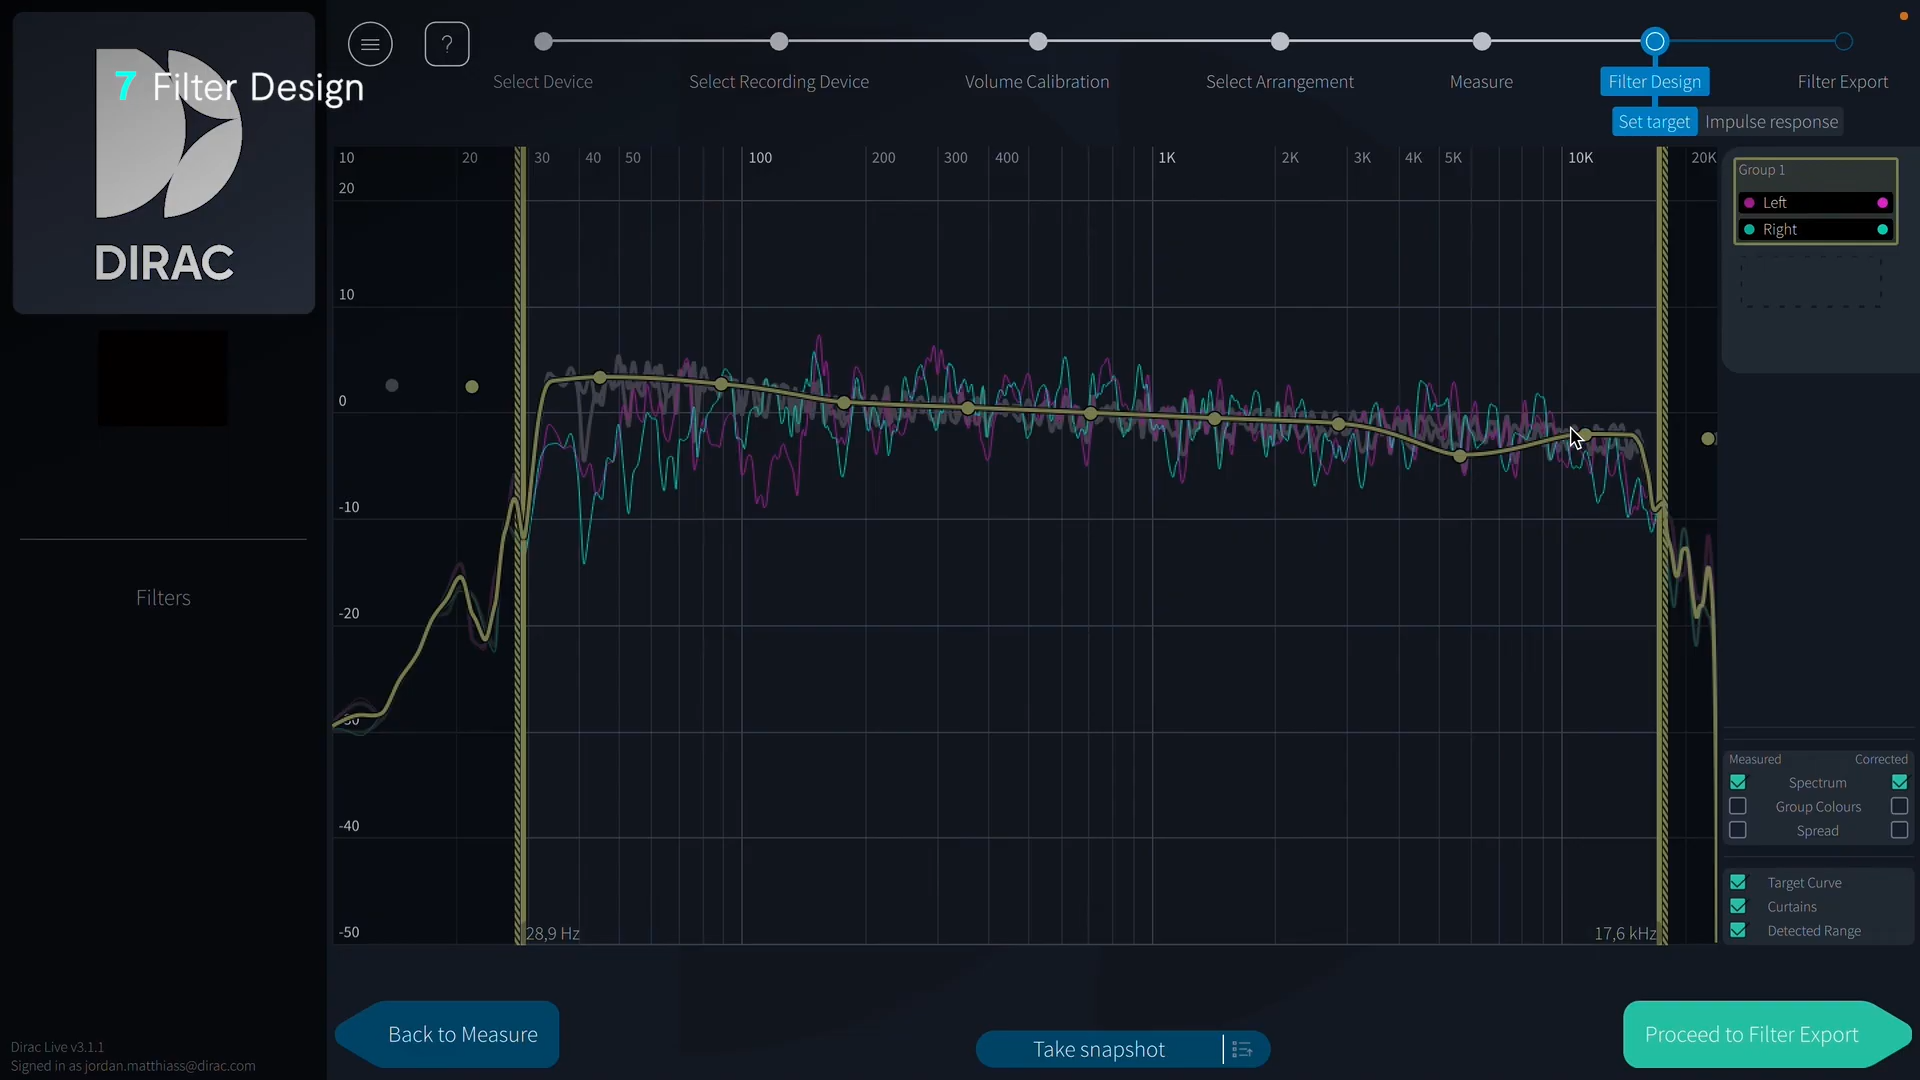 7 Filter Design
DIRAC
?
Select Device
Select Recording Device
Volume Calibration
Select Arrangement
Measure
Filter Design
Filter Export
Set target
Impulse response
10 20 30 40 50 100 200 300 400 1K 2K 3K 4K 5K 10K 20K
20
10
0
-10
-20
-30
-40
-50
28,9 Hz
17,6 kHz
Group 1
Left
Right
Filters
Measured Corrected
Spectrum
Group Colours
Spread
Target Curve
Curtains
Detected Range
Back to Measure
Take snapshot
Proceed to Filter Export
Dirac Live v3.1.1
Signed in as jordan.matthiass@dirac.com